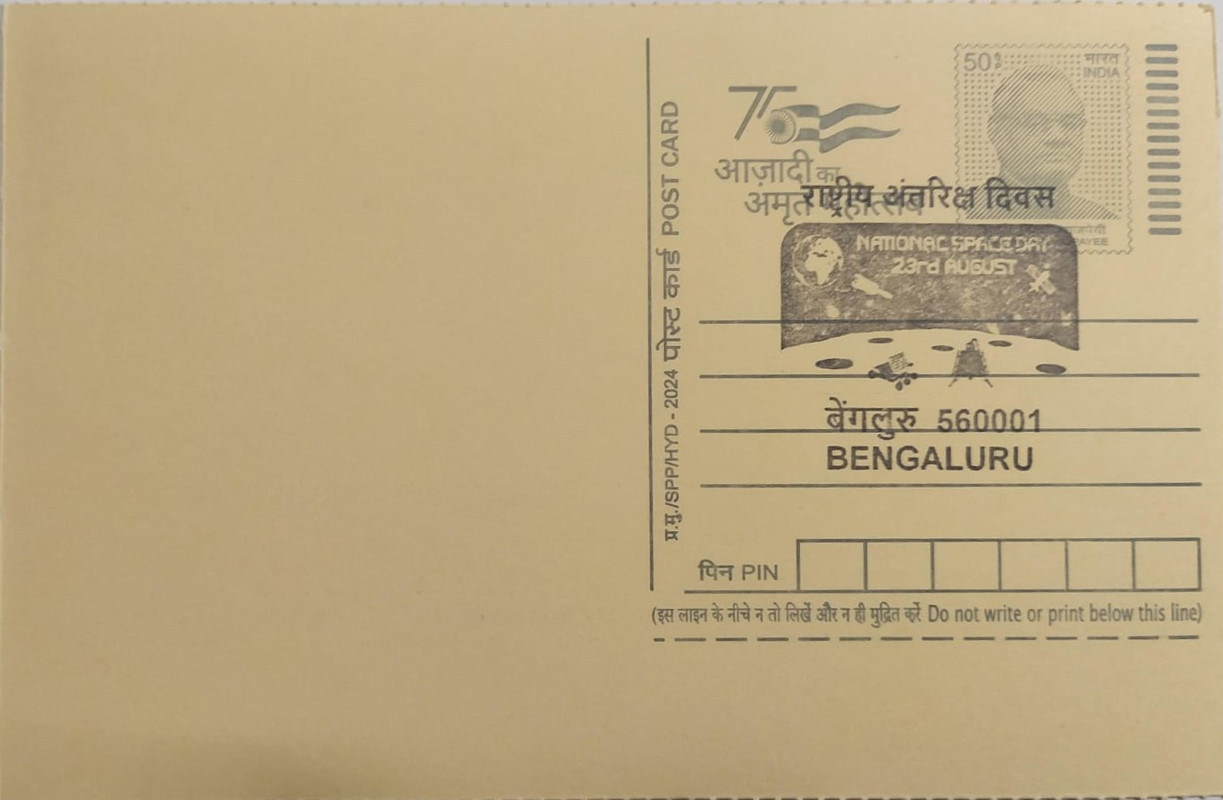 प्र.मु./SPP/HYD - 2024 पोस्ट कार्ड POST CARD
75
आज़ादी का
अमृत महोत्सव
50
भारत
INDIA
राष्ट्रीय अंतरिक्ष दिवस
NATIONAL SPACE DAY
23rd AUGUST
बेंगलुरु 560001
BENGALURU
पिन PIN
(इस लाइन के नीचे न तो लिखें और न ही मुद्रित करें Do not write or print below this line)